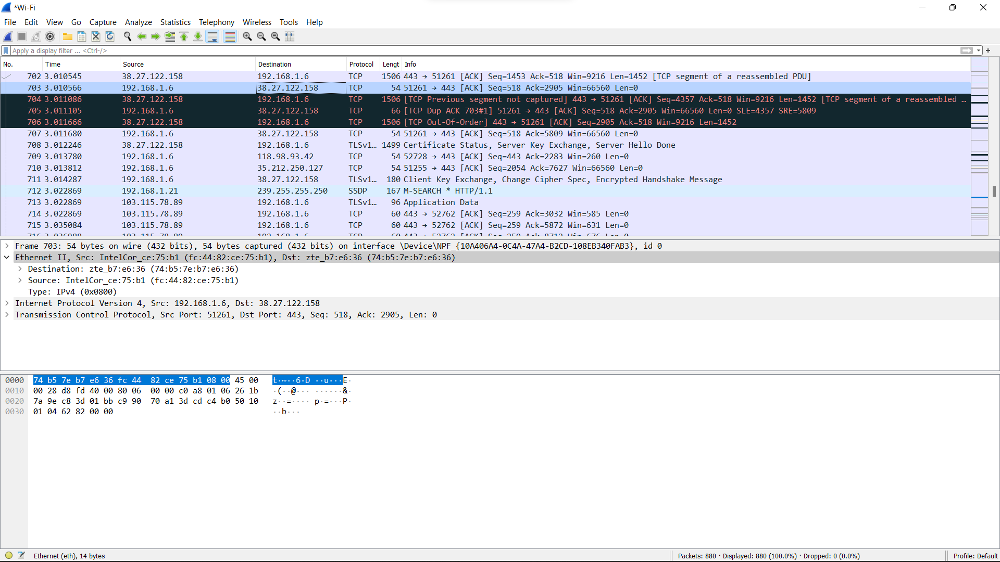 *Wi-Fi
File Edit View Go Capture Analyze Statistics Telephony Wireless Tools Help
Apply a display filter ... <Ctrl-/>
No. Time Source Destination Protocol Lengt Info
702 3.010545 38.27.122.158 192.168.1.6 TCP 1506 443 → 51261 [ACK] Seq=1453 Ack=518 Win=9216 Len=1452 [TCP segment of a reassembled PDU]
703 3.010566 192.168.1.6 38.27.122.158 TCP 54 51261 → 443 [ACK] Seq=518 Ack=2905 Win=66560 Len=0
704 3.011086 38.27.122.158 192.168.1.6 TCP 1506 [TCP Previous segment not captured] 443 → 51261 [ACK] Seq=4357 Ack=518 Win=9216 Len=1452 [TCP segment of a reassembled …
705 3.011105 192.168.1.6 38.27.122.158 TCP 66 [TCP Dup ACK 703#1] 51261 → 443 [ACK] Seq=518 Ack=2905 Win=66560 Len=0 SLE=4357 SRE=5809
706 3.011666 38.27.122.158 192.168.1.6 TCP 1506 [TCP Out-Of-Order] 443 → 51261 [ACK] Seq=2905 Ack=518 Win=9216 Len=1452
707 3.011680 192.168.1.6 38.27.122.158 TCP 54 51261 → 443 [ACK] Seq=518 Ack=5809 Win=66560 Len=0
708 3.012246 38.27.122.158 192.168.1.6 TLSv1… 1499 Certificate Status, Server Key Exchange, Server Hello Done
709 3.013780 192.168.1.6 118.98.93.42 TCP 54 52728 → 443 [ACK] Seq=443 Ack=2283 Win=260 Len=0
710 3.013812 192.168.1.6 35.212.250.127 TCP 54 51255 → 443 [ACK] Seq=2054 Ack=7627 Win=66560 Len=0
711 3.014287 192.168.1.6 38.27.122.158 TLSv1… 180 Client Key Exchange, Change Cipher Spec, Encrypted Handshake Message
712 3.022869 192.168.1.21 239.255.255.250 SSDP 167 M-SEARCH * HTTP/1.1
713 3.022869 103.115.78.89 192.168.1.6 TLSv1… 96 Application Data
714 3.022869 103.115.78.89 192.168.1.6 TCP 60 443 → 52762 [ACK] Seq=259 Ack=3032 Win=585 Len=0
715 3.035084 103.115.78.89 192.168.1.6 TCP 60 443 → 52762 [ACK] Seq=259 Ack=5872 Win=631 Len=0
Frame 703: 54 bytes on wire (432 bits), 54 bytes captured (432 bits) on interface \Device\NPF_{10A406A4-0C4A-47A4-B2CD-108EB340FAB3}, id 0
Ethernet II, Src: IntelCor_ce:75:b1 (fc:44:82:ce:75:b1), Dst: zte_b7:e6:36 (74:b5:7e:b7:e6:36)
Destination: zte_b7:e6:36 (74:b5:7e:b7:e6:36)
Source: IntelCor_ce:75:b1 (fc:44:82:ce:75:b1)
Type: IPv4 (0x0800)
Internet Protocol Version 4, Src: 192.168.1.6, Dst: 38.27.122.158
Transmission Control Protocol, Src Port: 51261, Dst Port: 443, Seq: 518, Ack: 2905, Len: 0
0000 74 b5 7e b7 e6 36 fc 44 82 ce 75 b1 08 00 45 00 t·~··6·D ··u···E·
0010 00 28 d8 fd 40 00 80 06 00 00 c0 a8 01 06 26 1b ·(··@··· ······&·
0020 7a 9e c8 3d 01 bb c9 90 70 a1 3d cd c4 b0 50 10 z··=···· p·=···P·
0030 01 04 62 82 00 00 ··b···
Ethernet (eth), 14 bytes
Packets: 880 · Displayed: 880 (100.0%) · Dropped: 0 (0.0%)
Profile: Default